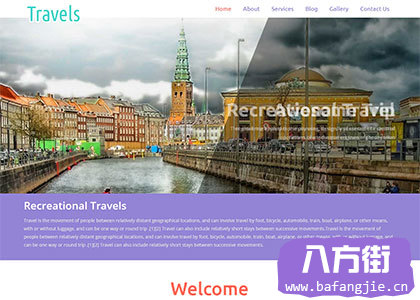 Travels
Home About Services Blog Gallery Contact Us
Recreational Travel
Recreational Travels
Travel is the movement of people between relatively distant geographical locations, and can involve travel by foot, bicycle, automobile, train, boat, airplane, or other means,
with or without luggage, and can be one way or round trip .[1][2] Travel can also include relatively short stays between successive movements. Travel is the movement of
people between relatively distant geographical locations, and can involve travel by foot, bicycle, automobile, train, boat, airplane, or other means, with or without luggage, and
can be one way or round trip .[1][2] Travel can also include relatively short stays between successive movements.
八方街
www.bafangjie.cn
Welcome